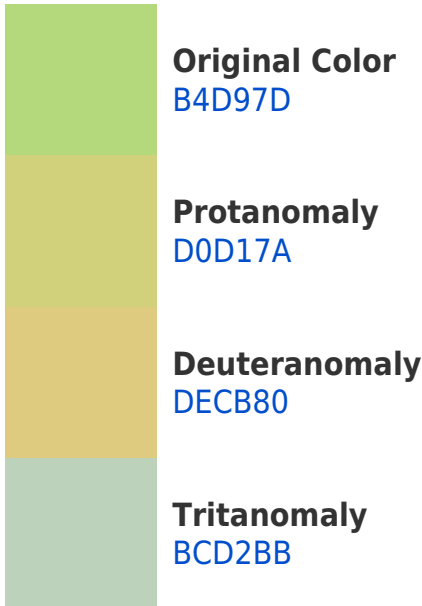 Original Color
B4D97D
Protanomaly
D0D17A
Deuteranomaly
DECB80
Tritanomaly
BCD2BB